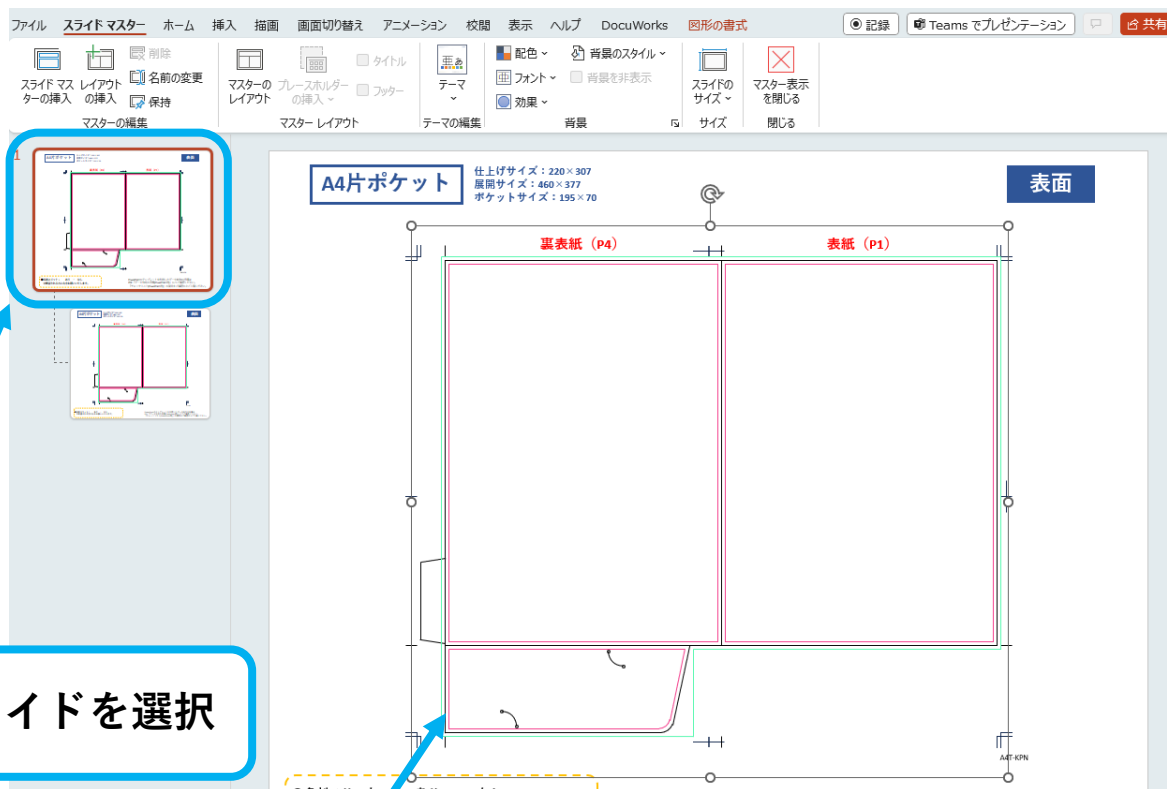 ファイル スライド マスター ホーム 挿入 描画 画面切り替え アニメーション 校閲 表示 ヘルプ DocuWorks 図形の書式 記録 Teams でプレゼンテーション 共有
スライド マス
ターの挿入
レイアウト
の挿入
削除
名前の変更
保持
マスターの編集
マスターの
レイアウト
プレースホルダー
の挿入
タイトル
フッター
マスター レイアウト
テーマ
テーマの編集
配色
フォント
効果
背景のスタイル
背景を非表示
背景
スライドの
サイズ
サイズ
マスター表示
を閉じる
閉じる
1
A4片ポケット
仕上げサイズ：220×307
展開サイズ：460×377
ポケットサイズ：195×70
表面
裏表紙（P4）
表紙（P1）
イドを選択
A4T-KPN